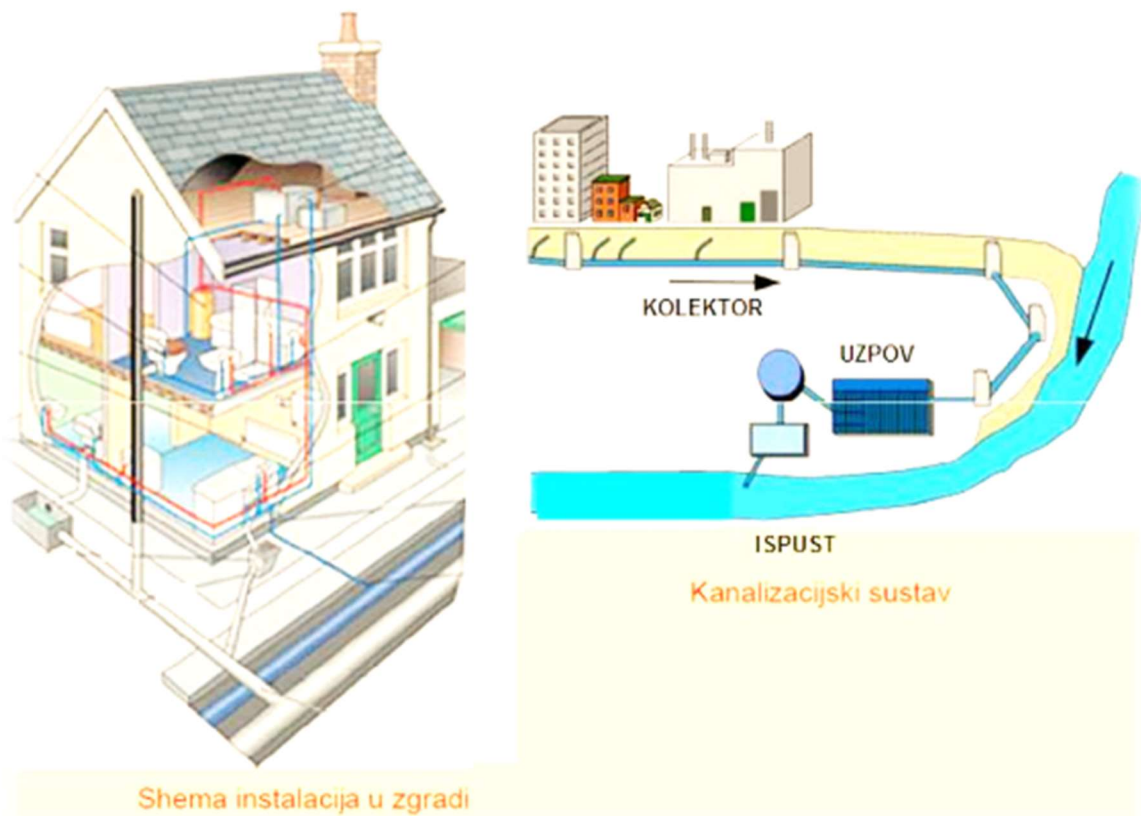 KOLEKTOR
UZPOV
ISPUST
Kanalizacijski sustav
Shema instalacija u zgradi